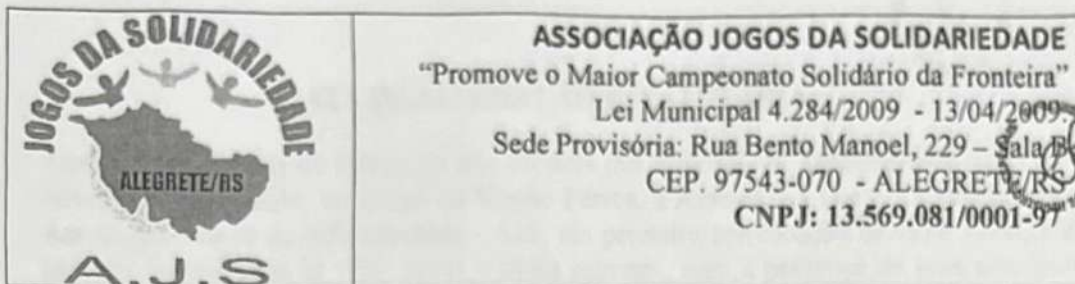 JOGOS DA SOLIDARIEDADE
ALEGRETE/RS
A.J.S
ASSOCIAÇÃO JOGOS DA SOLIDARIEDADE
“Promove o Maior Campeonato Solidário da Fronteira”
Lei Municipal 4.284/2009 - 13/04/2009.
Sede Provisória: Rua Bento Manoel, 229 – Sala
CEP. 97543-070 - ALEGRETE/RS
CNPJ: 13.569.081/0001-97